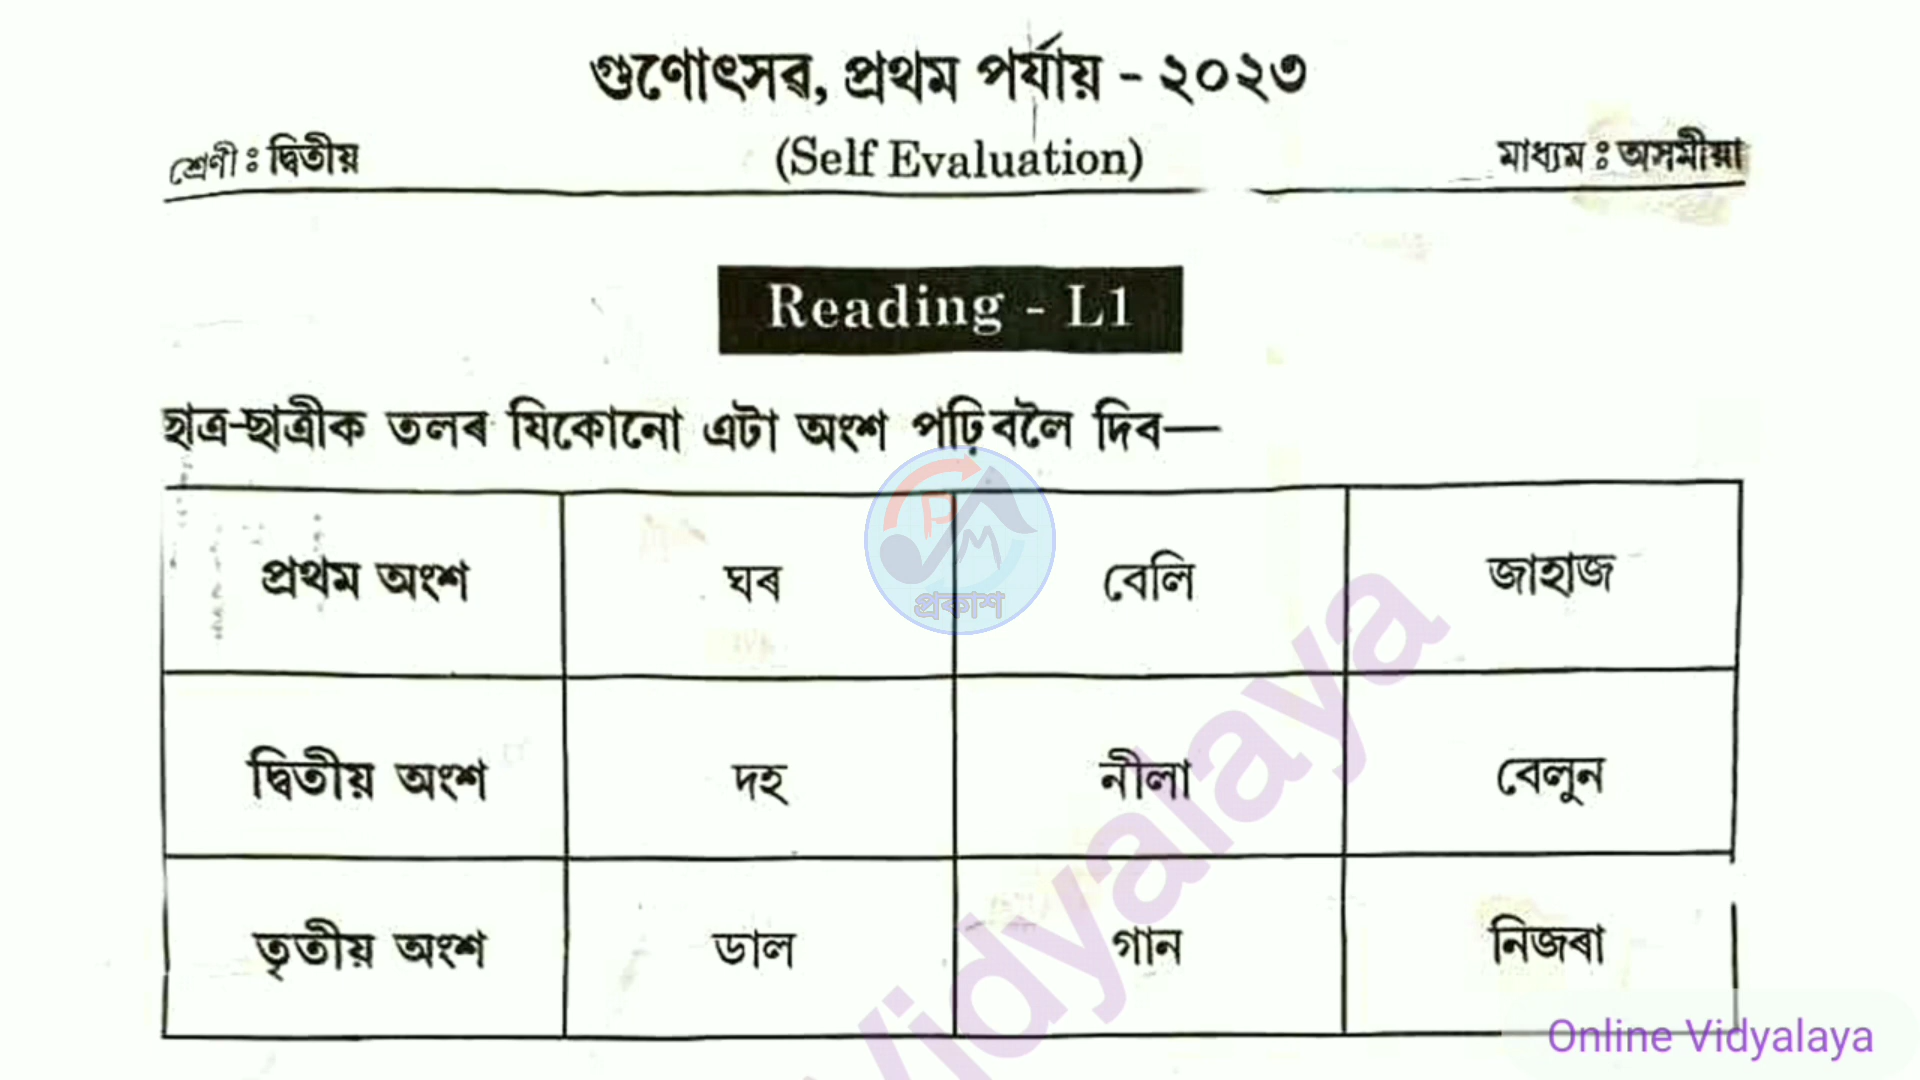 গুণোৎসৱ, প্ৰথম পৰ্যায় - ২০২৩
শ্ৰেণী : দ্বিতীয়
(Self Evaluation)
মাধ্যম : অসমীয়া
Reading - L1
ছাত্ৰ-ছাত্ৰীক তলৰ যিকোনো এটা অংশ পঢ়িবলৈ দিব—
প্ৰথম অংশ ঘৰ বেলি জাহাজ
দ্বিতীয় অংশ দহ নীলা বেলুন
তৃতীয় অংশ ডাল গান নিজৰা
PM
প্ৰকাশ
Vidyalaya
Online Vidyalaya